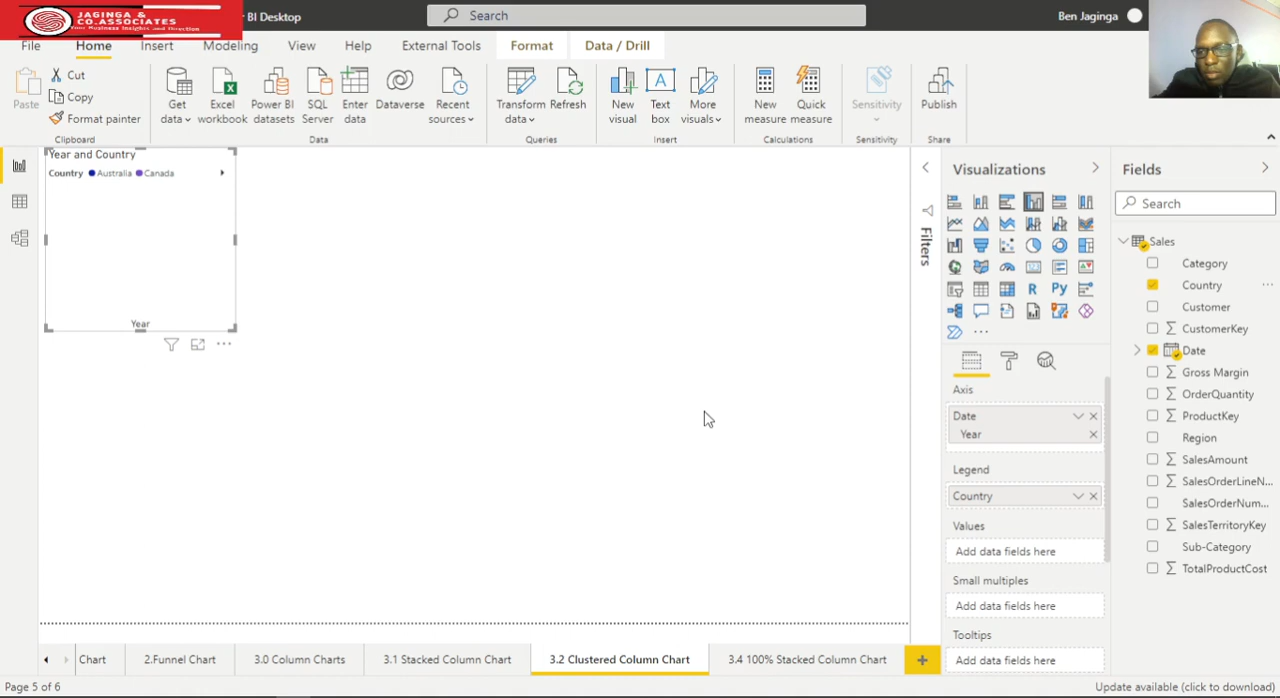 JAGINGA &
CO.ASSOCIATES
Your Business Insights and Direction
BI Desktop
Search
Ben Jaginga
File
Home
Insert
Modeling
View
Help
External Tools
Format
Data / Drill
Paste
Cut
Copy
Format painter
Get
data
Excel
workbook
Power BI
datasets
SQL
Server
Enter
data
Dataverse
Recent
sources
Transform
data
Refresh
New
visual
Text
box
More
visuals
New
measure
Quick
measure
Sensitivity
Publish
Clipboard
Data
Queries
Insert
Calculations
Sensitivity
Share
Year and Country
Country Australia Canada
Year
Filters
Visualizations
R
Py
Axis
Date
Year
Legend
Country
Values
Add data fields here
Small multiples
Add data fields here
Tooltips
Add data fields here
Fields
Search
Sales
Category
Country
Customer
CustomerKey
Date
Gross Margin
OrderQuantity
ProductKey
Region
SalesAmount
SalesOrderLineN...
SalesOrderNum...
SalesTerritoryKey
Sub-Category
TotalProductCost
Chart
2.Funnel Chart
3.0 Column Charts
3.1 Stacked Column Chart
3.2 Clustered Column Chart
3.4 100% Stacked Column Chart
Page 5 of 6
Update available (click to download)